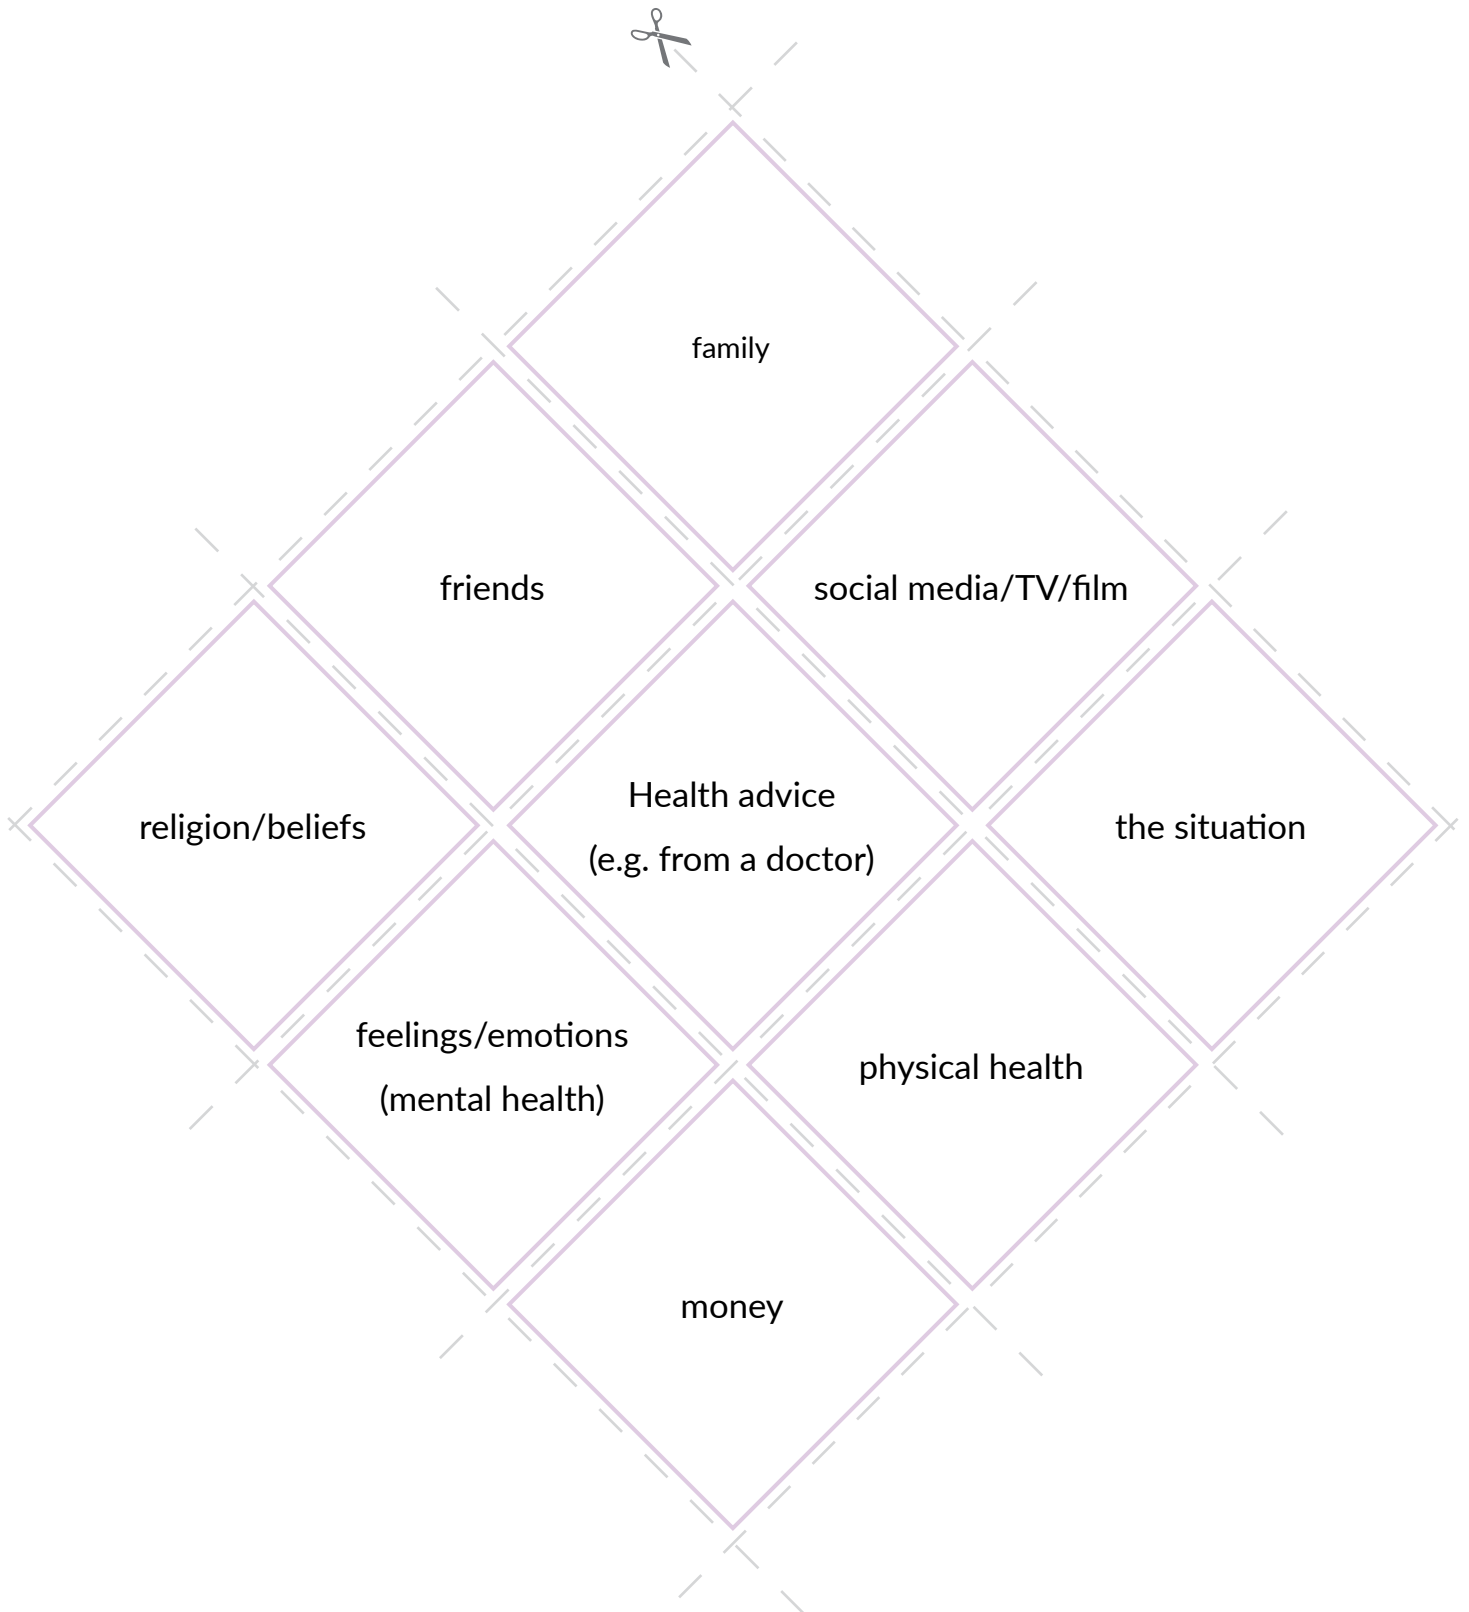 family
friends
social media/TV/film
religion/beliefs
Health advice
(e.g. from a doctor)
the situation
feelings/emotions
(mental health)
physical health
money